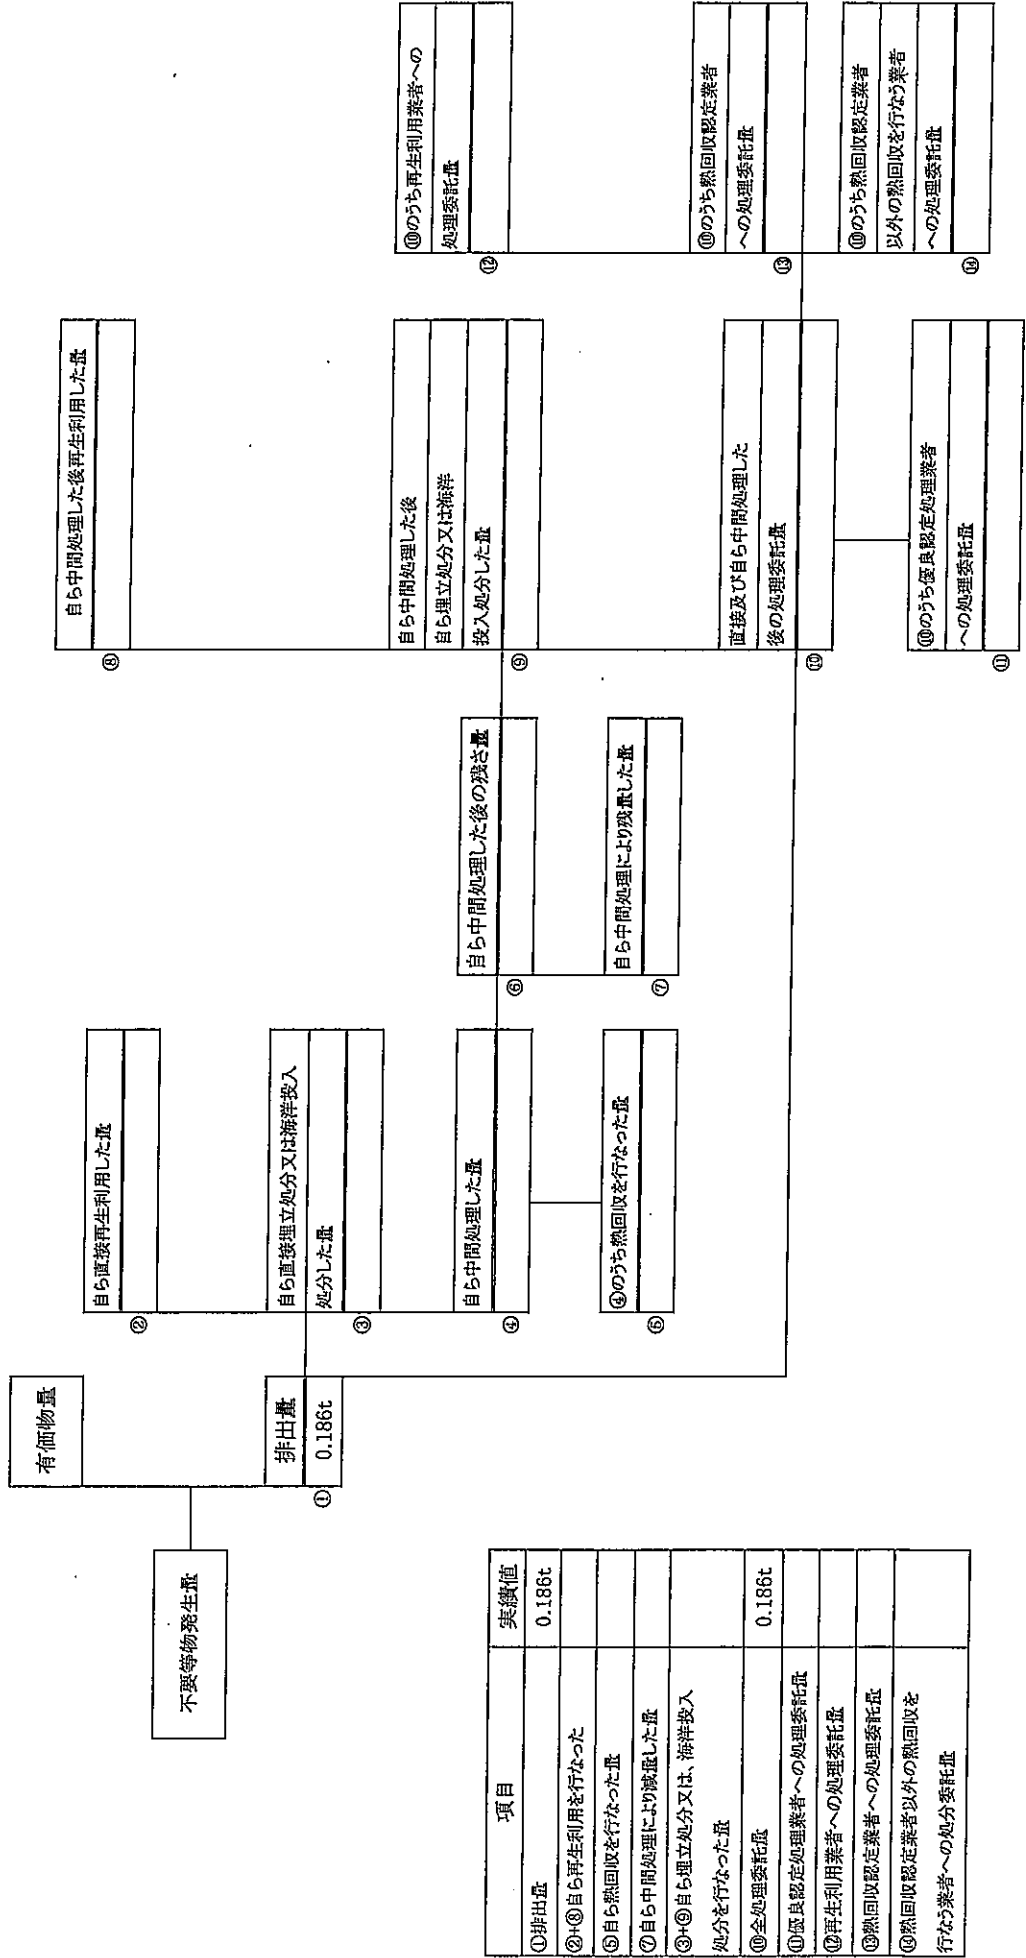 不要等物発生量
有価物量
排出量
① 0.186t
自ら直接再生利用した量
②
自ら直接埋立処分又は海洋投入
処分した量
③
自ら中間処理した量
④
④のうち熱回収を行なった量
⑤
自ら中間処理した後の残さ量
⑥
自ら中間処理により残量した量
⑦
自ら中間処理した後再生利用した量
⑧
自ら中間処理した後
自ら埋立処分又は海洋
投入処分した量
⑨
直接及び自ら中間処理した
後の処理委託量
⑩
⑩のうち優良認定処理業者
への処理委託量
⑪
⑩のうち再生利用業者への
処理委託量
⑫
⑩のうち熱回収認定業者
への処理委託量
⑬
⑩のうち熱回収認定業者
以外の熱回収を行なう業者
への処理委託量
⑭
項目 実績値
①排出量 0.186t
②+⑧自ら再生利用を行なった
⑤自ら熱回収を行なった量
⑦自ら中間処理により減量した量
③+⑨自ら埋立処分又は、海洋投入
処分を行なった量
⑩全処理委託量 0.186t
⑪優良認定処理業者への処理委託量
⑫再生利用業者への処理委託量
⑬熱回収認定業者への処理委託量
⑭熱回収認定業者以外の熱回収を
行なう業者への処分委託量